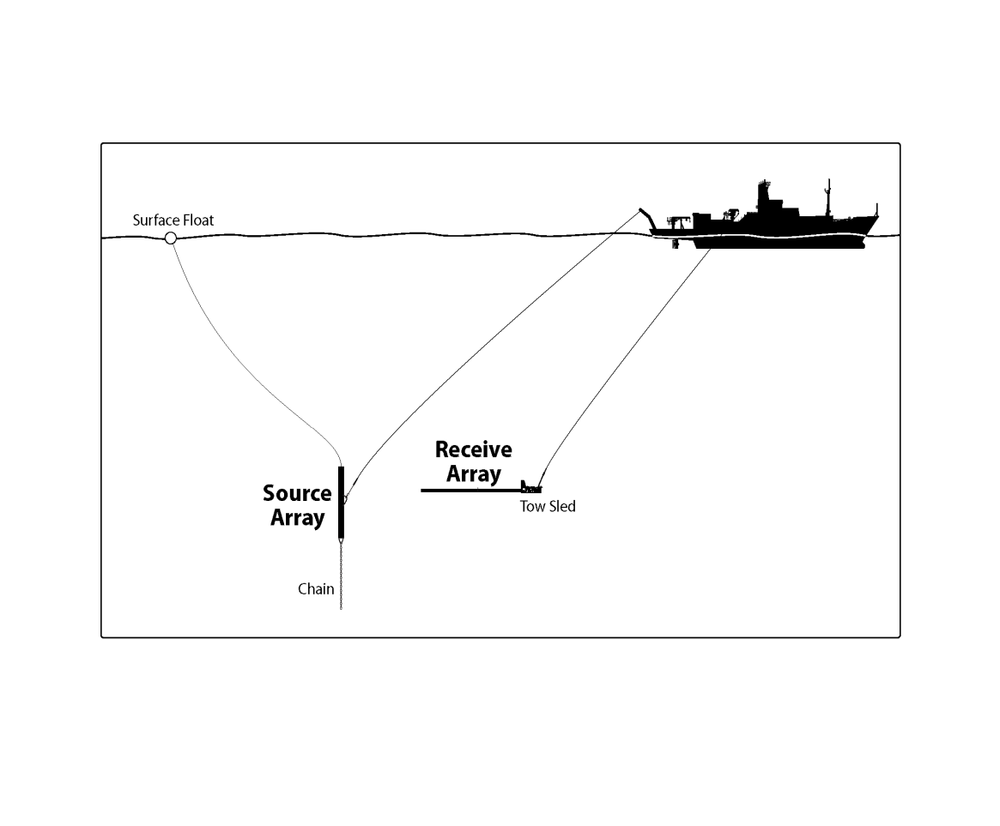 Surface Float
Receive
Array
Source
Array
Tow Sled
Chain